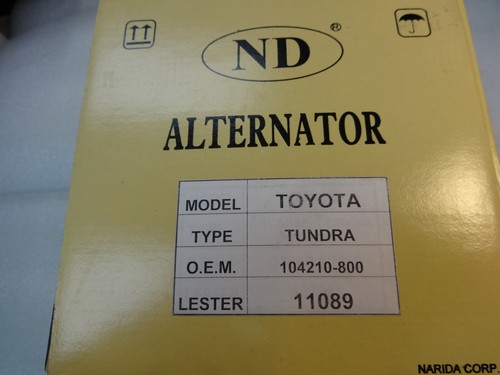 ND ®
ALTERNATOR
MODEL TOYOTA
TYPE TUNDRA
O.E.M. 104210-800
LESTER 11089
NARIDA CORP.